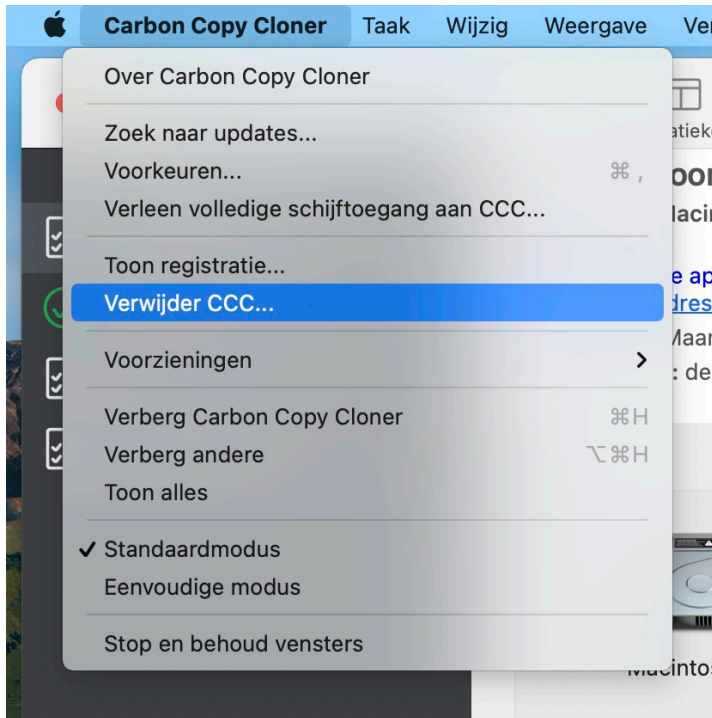 Carbon Copy Cloner Taak Wijzig Weergave
Over Carbon Copy Cloner
Zoek naar updates...
Voorkeuren... ⌘ ,
Verleen volledige schijftoegang aan CCC...
Toon registratie...
Verwijder CCC...
Voorzieningen
Verberg Carbon Copy Cloner ⌘H
Verberg andere ⌥⌘H
Toon alles
✓ Standaardmodus
Eenvoudige modus
Stop en behoud vensters